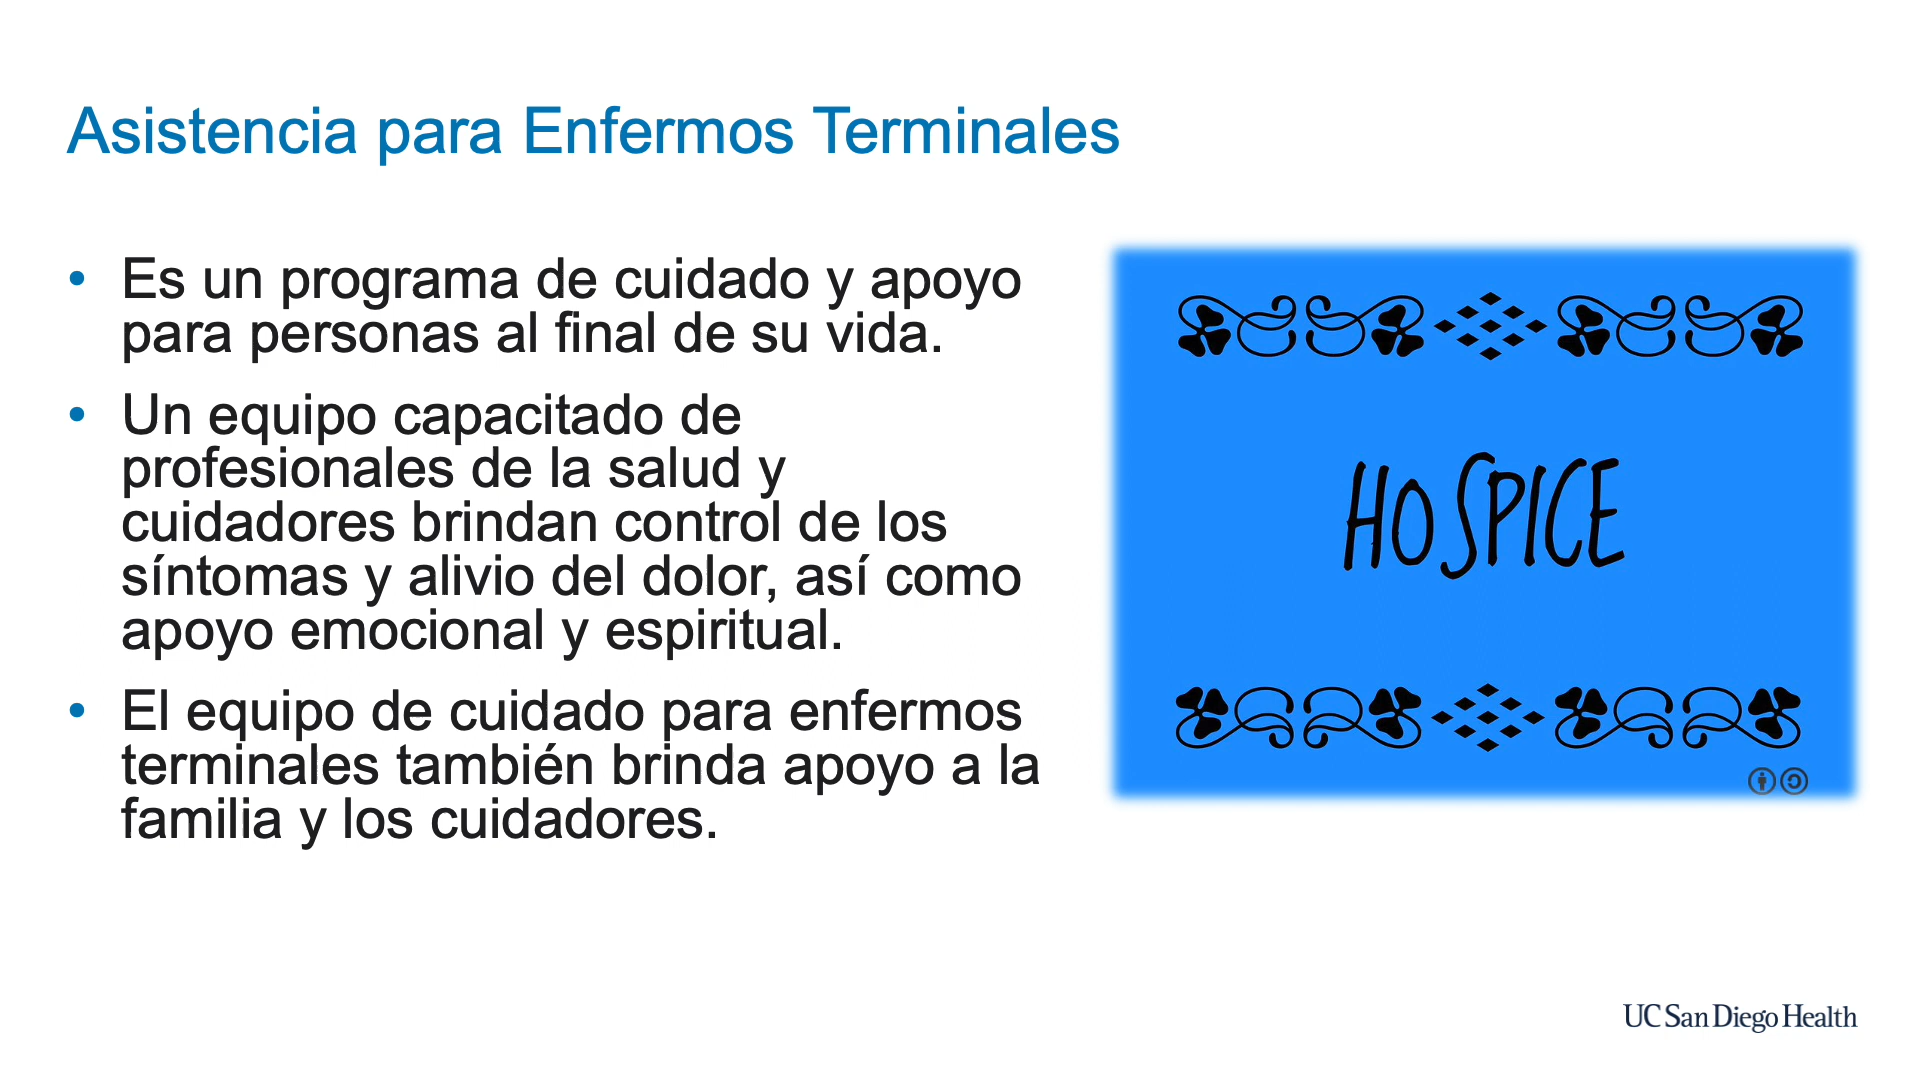 Asistencia para Enfermos Terminales
• Es un programa de cuidado y apoyo
para personas al final de su vida.
• Un equipo capacitado de
profesionales de la salud y
cuidadores brindan control de los
síntomas y alivio del dolor, así como
apoyo emocional y espiritual.
• El equipo de cuidado para enfermos
terminales también brinda apoyo a la
familia y los cuidadores.
HOSPICE
UC San Diego Health